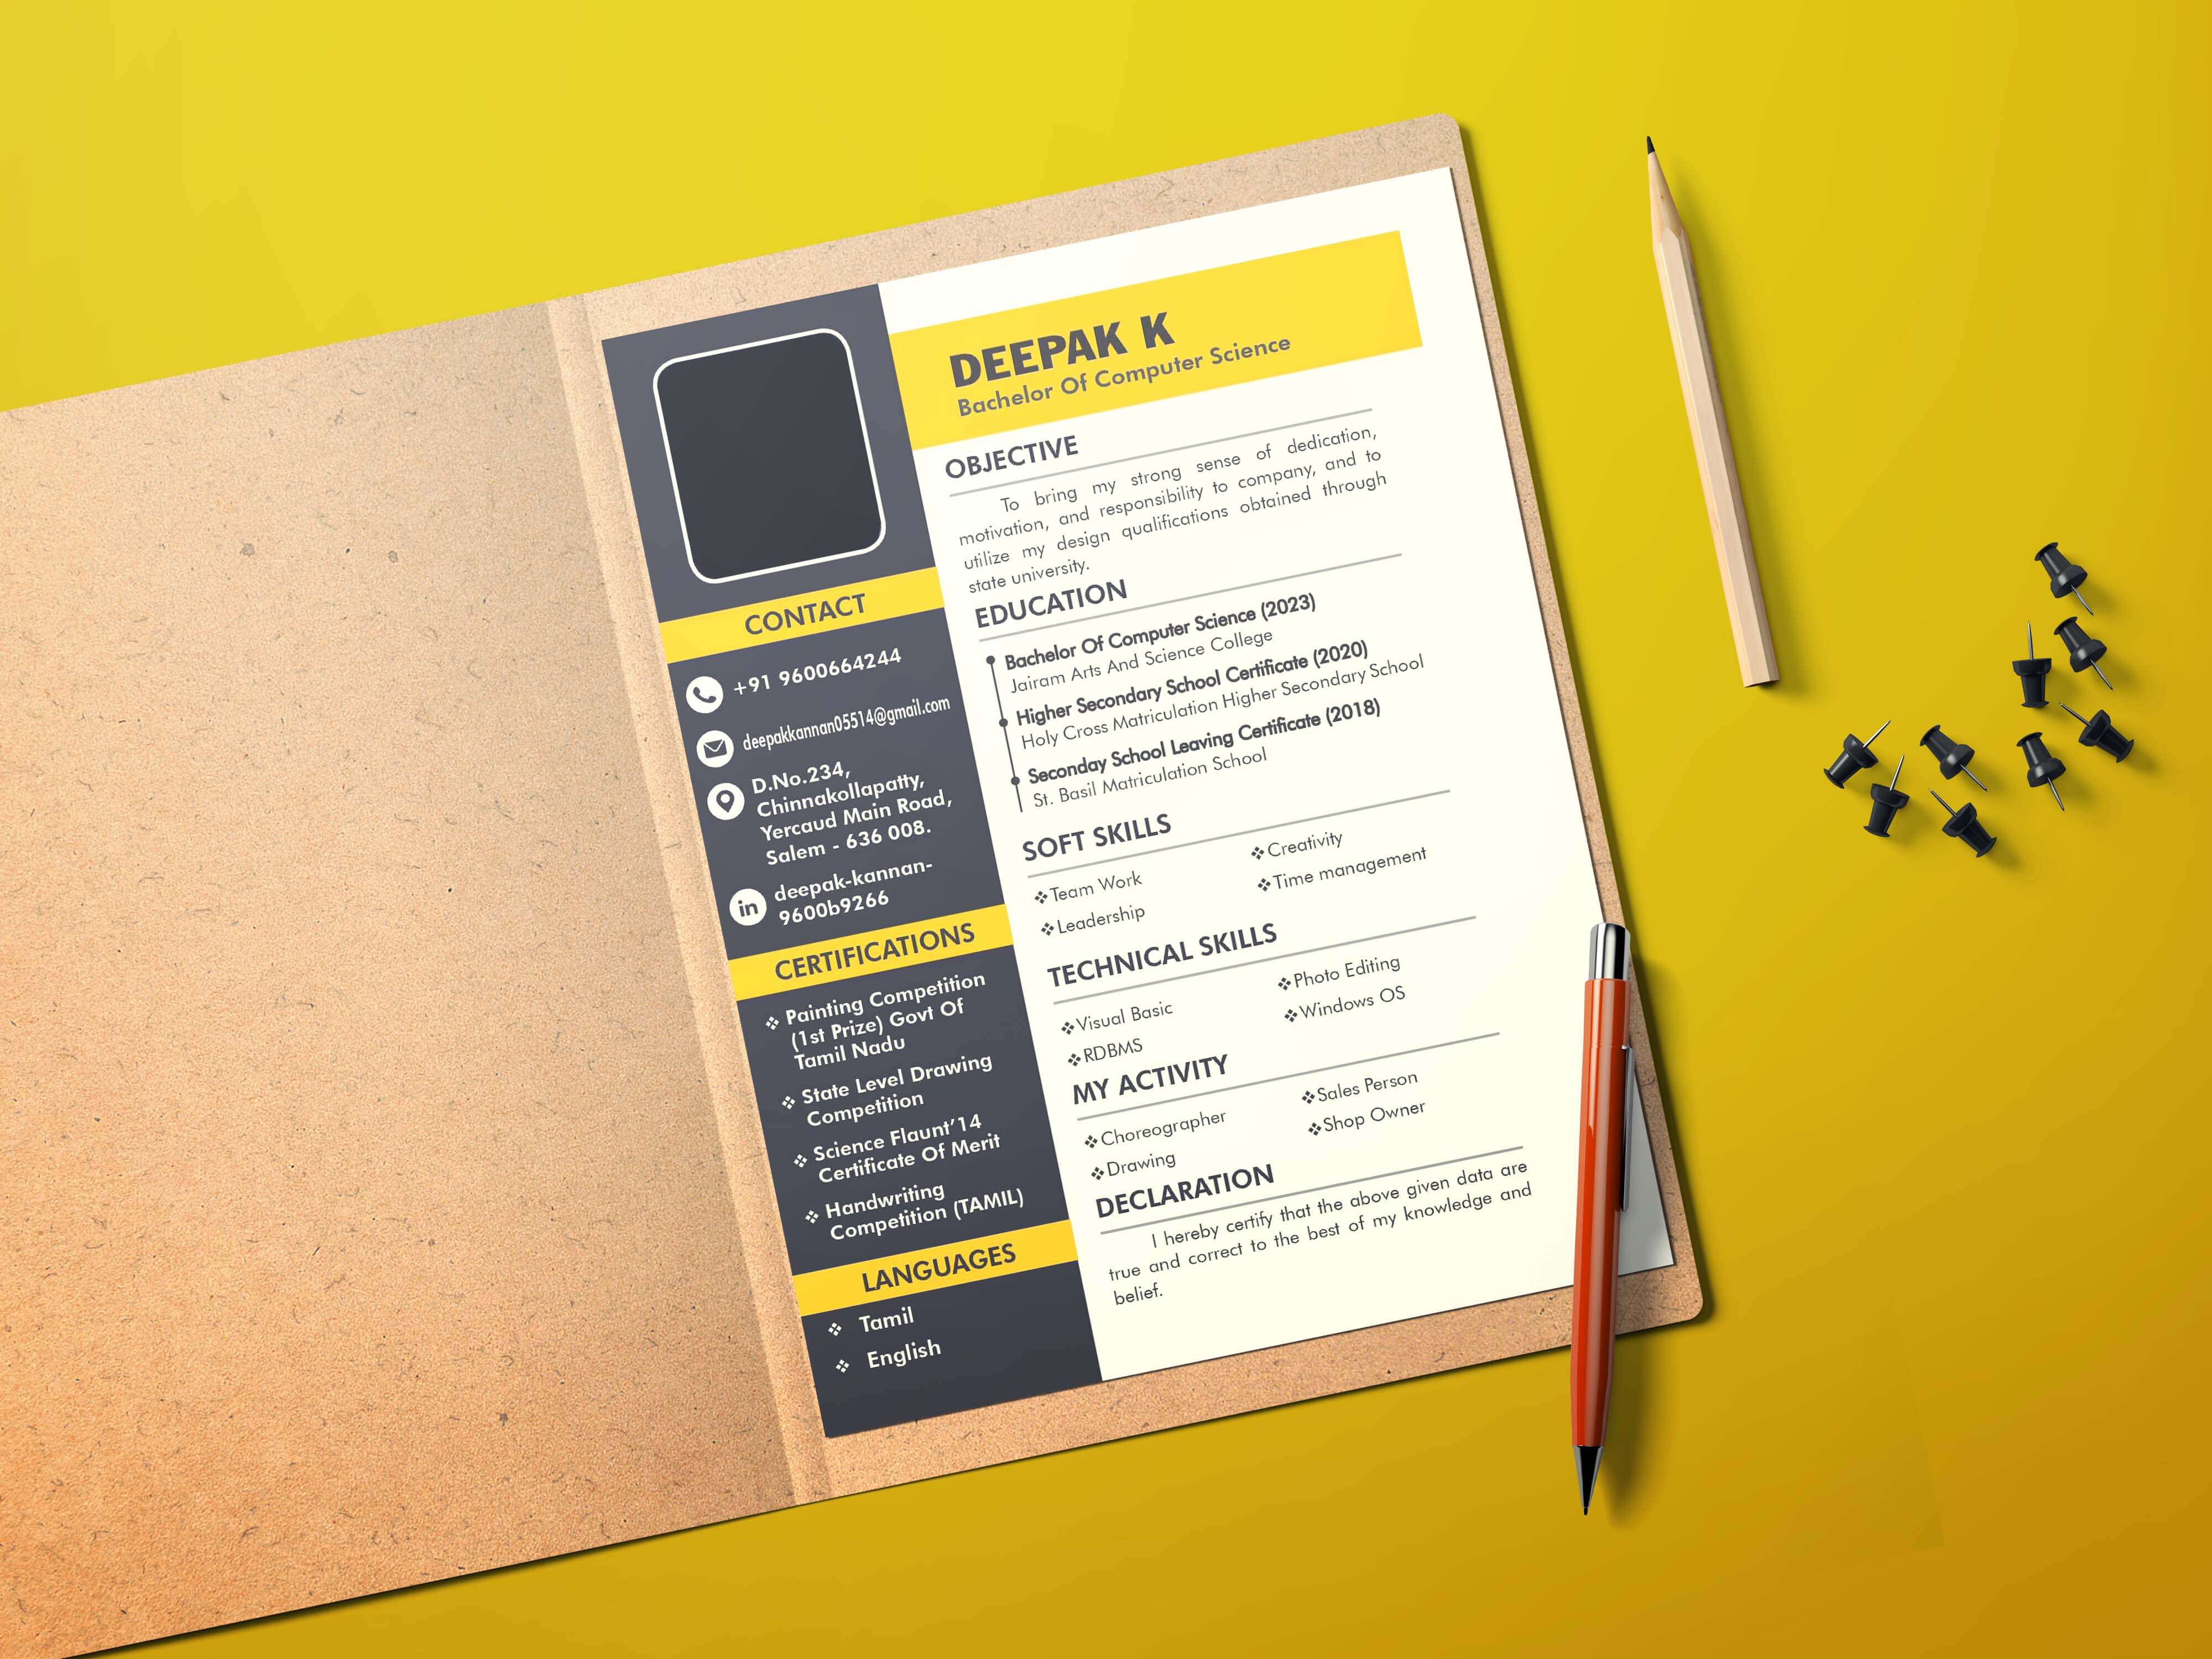 DEEPAK K
Bachelor Of Computer Science
CONTACT
+91 9600664244
deepakkannan05514@gmail.com
D.No.234,
Chinnakollapatty,
Yercaud Main Road,
Salem - 636 008.
in
deepak-kannan-
9600b9266
CERTIFICATIONS
❖ Painting Competition
(1st Prize) Govt Of
Tamil Nadu
❖ State Level Drawing
Competition
❖ Science Flaunt'14
Certificate Of Merit
❖ Handwriting
Competition (TAMIL)
LANGUAGES
❖ Tamil
❖ English
OBJECTIVE
To bring my strong sense of dedication,
motivation, and responsibility to company, and to
utilize my design qualifications obtained through
state university.
EDUCATION
Bachelor Of Computer Science (2023)
Jairam Arts And Science College
Higher Secondary School Certificate (2020)
Holy Cross Matriculation Higher Secondary School
Seconday School Leaving Certificate (2018)
St. Basil Matriculation School
SOFT SKILLS
❖Team Work
❖Leadership
❖Creativity
❖Time management
TECHNICAL SKILLS
❖Visual Basic
❖RDBMS
❖Photo Editing
❖Windows OS
MY ACTIVITY
❖Choreographer
❖Drawing
❖Sales Person
❖Shop Owner
DECLARATION
I hereby certify that the above given data are
true and correct to the best of my knowledge and
belief.